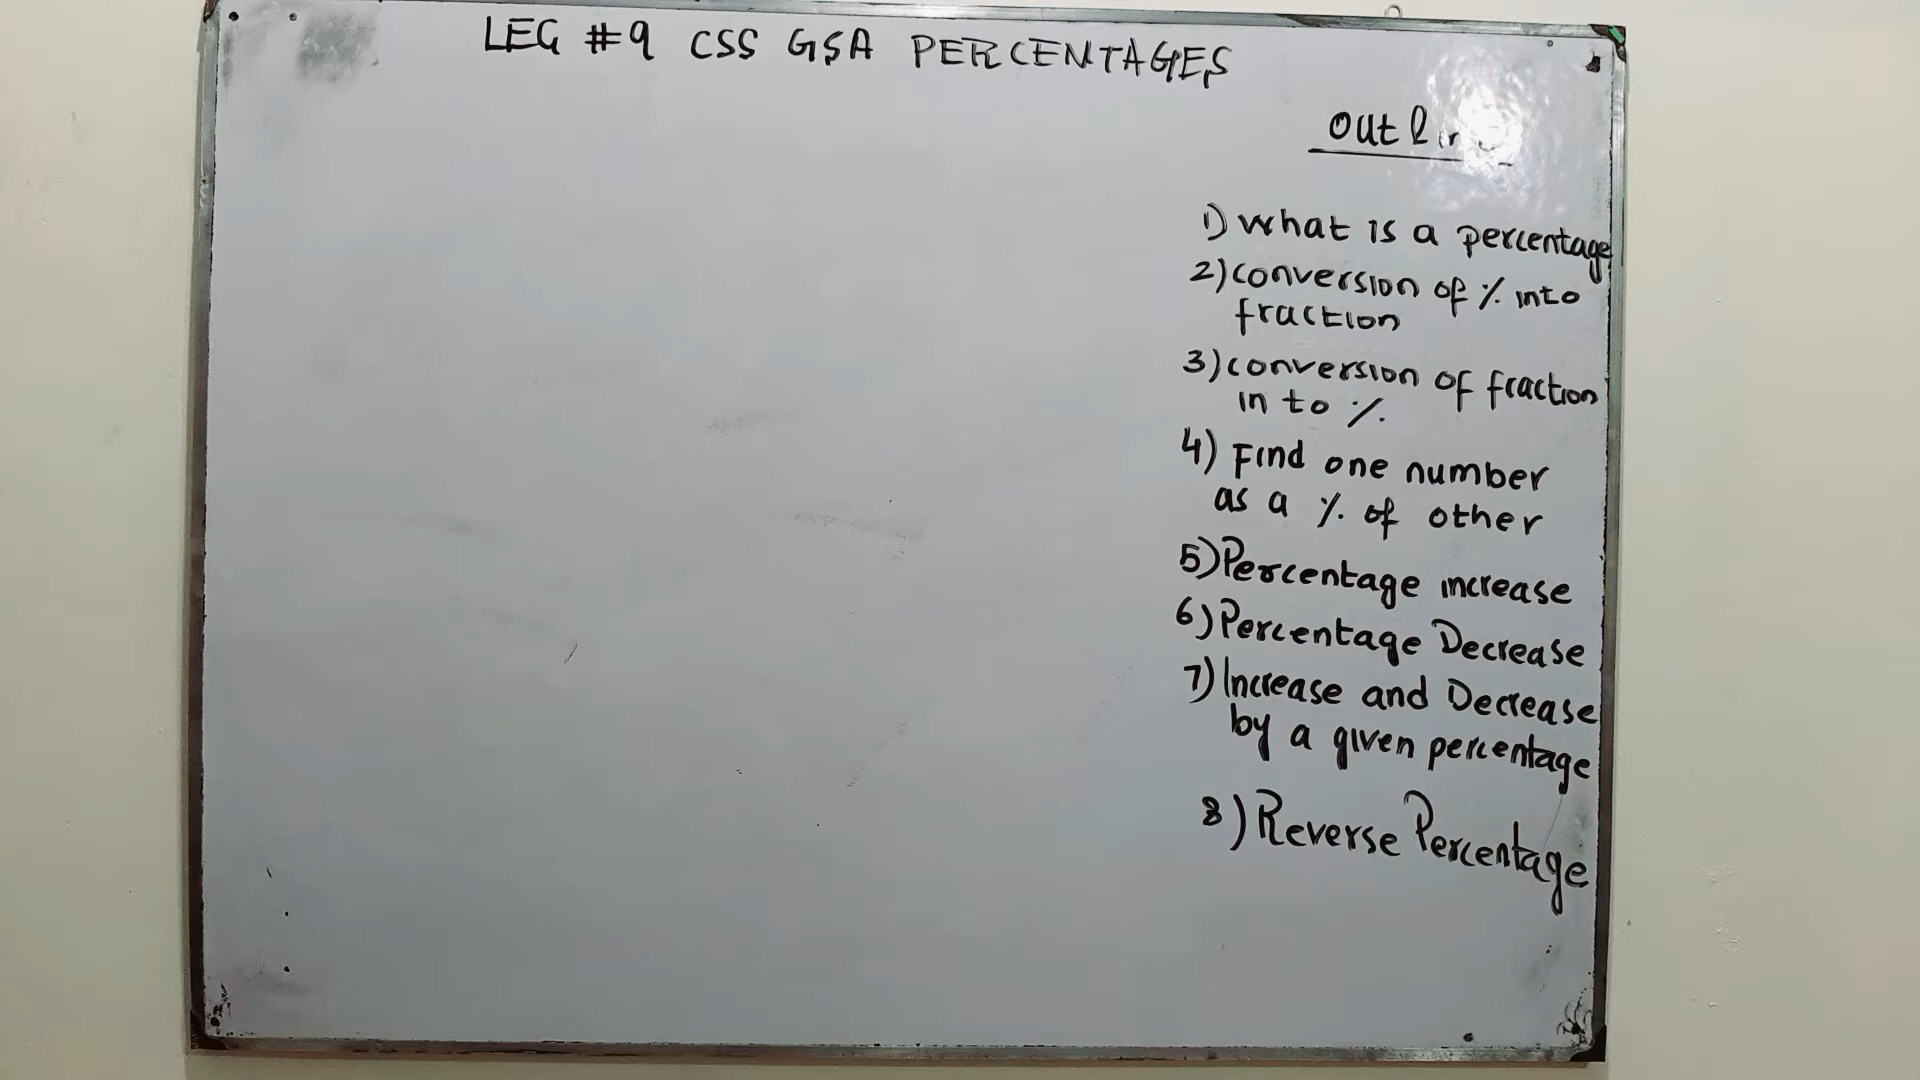 LEC #9 CSS GSA PERCENTAGES
1) What is a percentage
2) conversion of % into
fraction
3) conversion of fraction
in to %
4) Find one number
as a % of other
5) Percentage increase
6) Percentage Decrease
7) Increase and Decrease
by a given percentage
8) Reverse Percentage